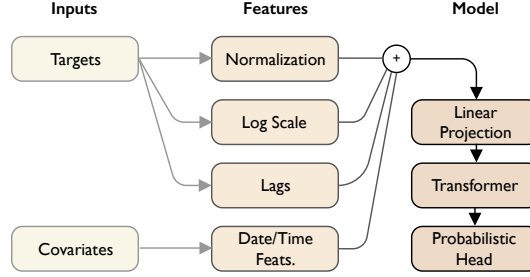 Inputs
Features
Model
Targets
Normalization
+
Log Scale
Linear
Projection
Lags
Transformer
Covariates
Date/Time
Feats.
Probabilistic
Head